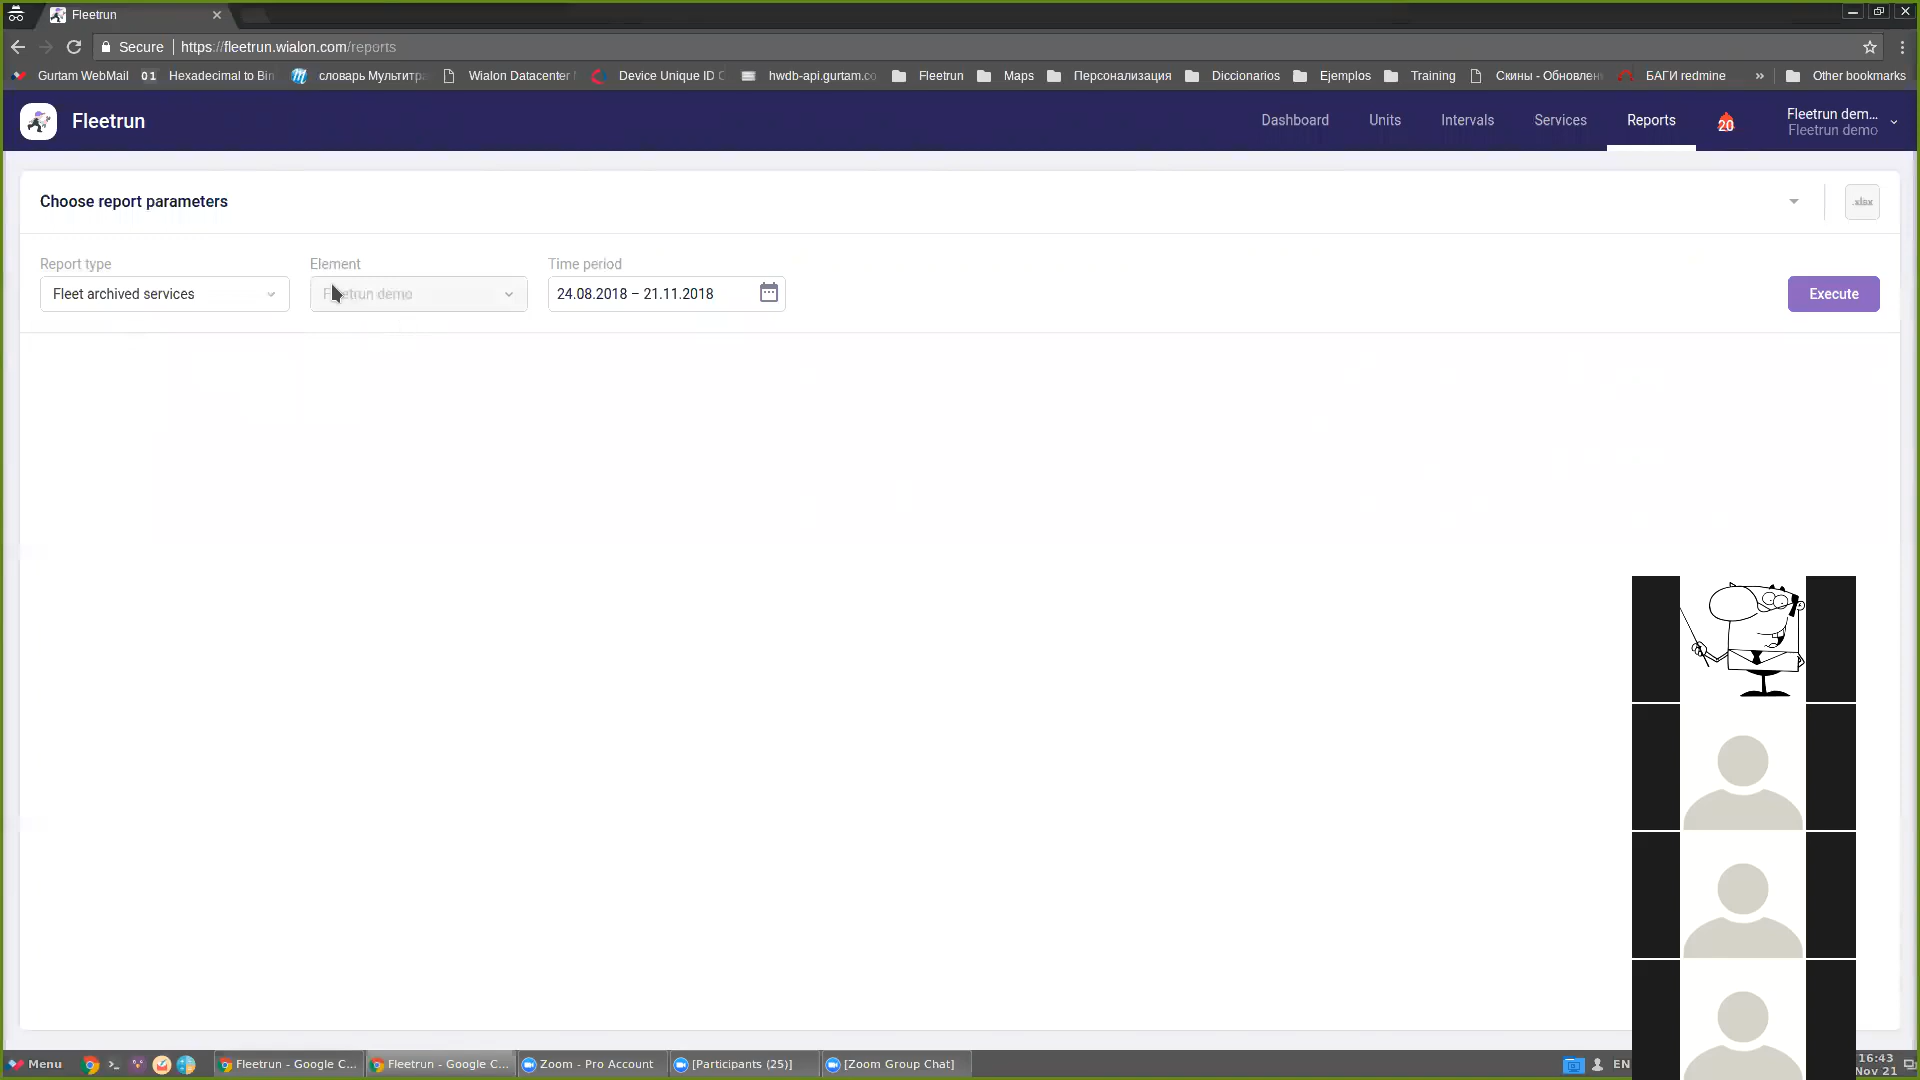 Fleetrun
Secure https://fleetrun.wialon.com/reports
Gurtam WebMail 01 Hexadecimal to Bin словарь Мультитра Wialon Datacenter Device Unique ID hwdb-api.gurtam.co Fleetrun Maps Персонализация Diccionarios Ejemplos Training Скины - Обновлен БАГИ redmine » Other bookmarks
Fleetrun
Dashboard Units Intervals Services Reports 20
Fleetrun dem...
Fleetrun demo
Choose report parameters
.xlsx
Report type Element Time period
Fleet archived services Fleetrun demo 24.08.2018 – 21.11.2018 Execute
Menu Fleetrun - Google C... Fleetrun - Google C... Zoom - Pro Account [Participants (25)] [Zoom Group Chat] EN
16:43
Nov 21